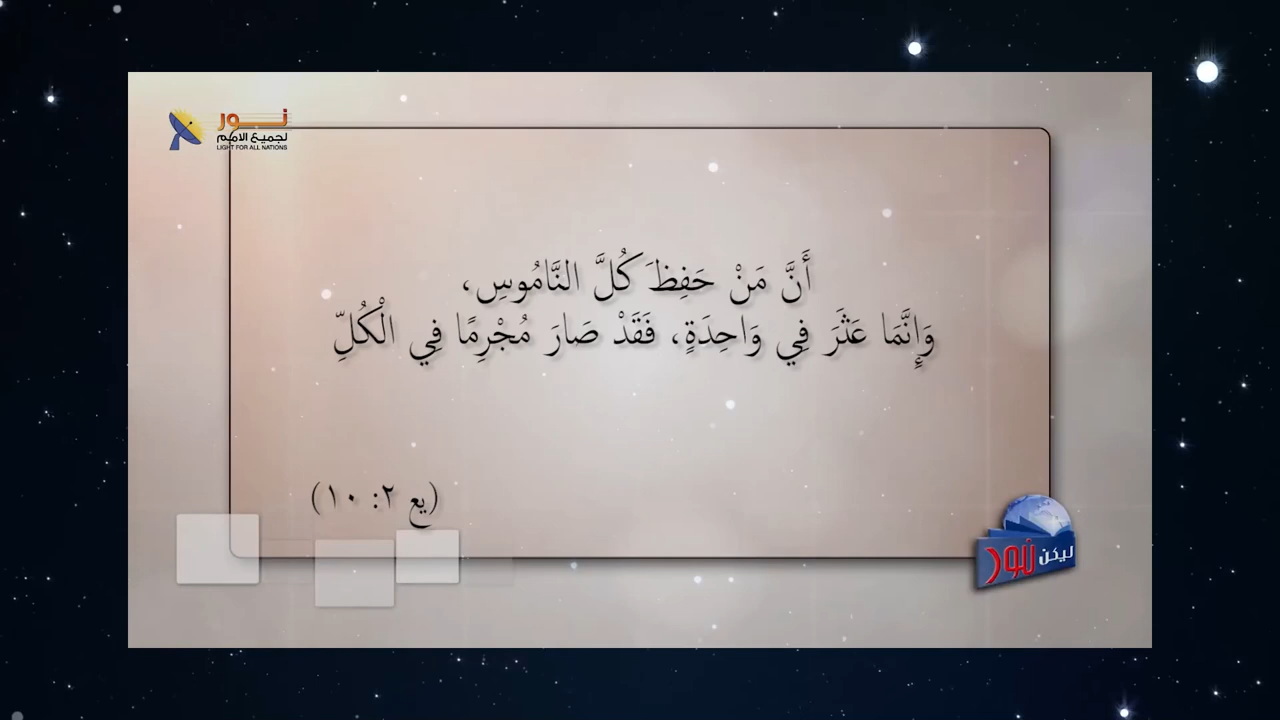 نور
لجميع الامم
LIGHT FOR ALL NATIONS
أَنَّ مَنْ حَفِظَ كُلَّ النَّامُوسِ،
وَإِنَّمَا عَثَرَ فِي وَاحِدَةٍ، فَقَدْ صَارَ مُجْرِمًا فِي الْكُلِّ
(يع ٢: ١٠)
ليكن نور